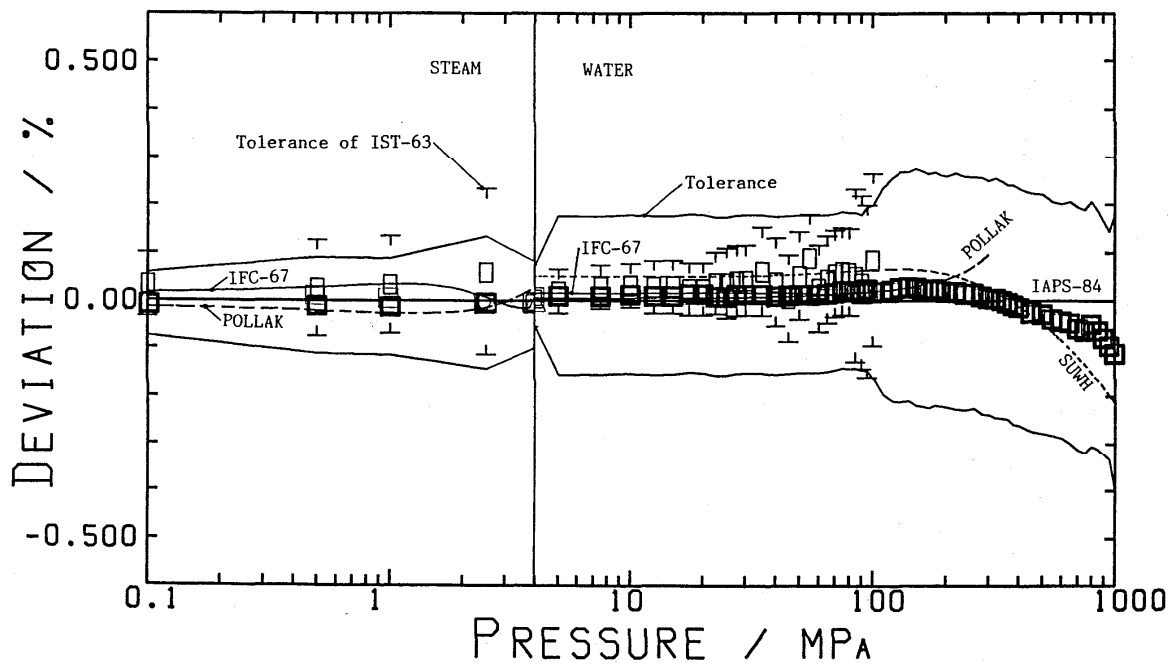 0.500
STEAM
WATER
Tolerance of IST-63
Tolerance
DEVIATION / %
POLLAK
IFC-67
IFC-67
IAPS-84
0.00
POLLAK
SUWH
-0.500
0.1
1
10
100
1000
PRESSURE / MPA